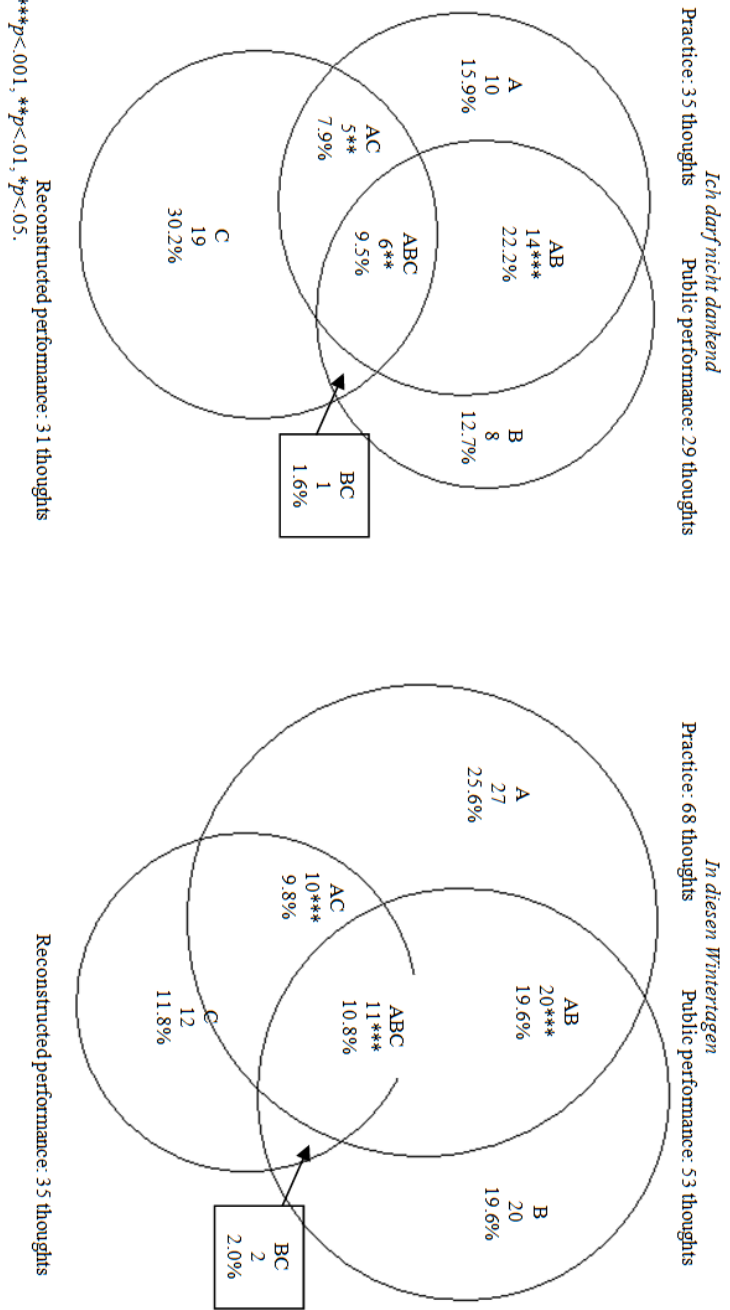 Ich darf nicht dankend
Practice: 35 thoughts
Public performance: 29 thoughts
A
10
15.9%
AB
14***
22.2%
B
8
12.7%
AC
5**
7.9%
ABC
6**
9.5%
BC
1
1.6%
C
19
30.2%
Reconstructed performance: 31 thoughts
***p<.001, **p<.01, *p<.05.
In diesen Wintertagen
Practice: 68 thoughts
Public performance: 53 thoughts
A
27
25.6%
AB
20***
19.6%
B
20
19.6%
AC
10***
9.8%
ABC
11***
10.8%
BC
2
2.0%
C
12
11.8%
Reconstructed performance: 35 thoughts